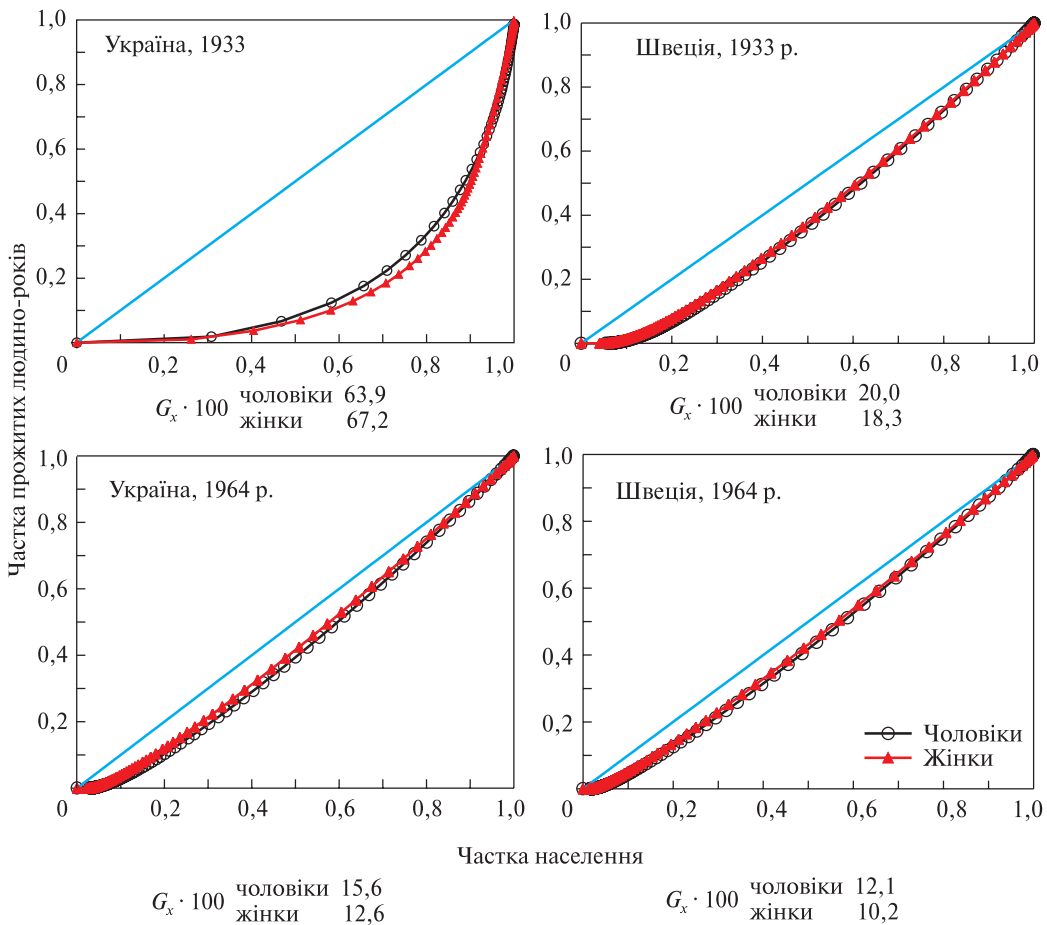 Частка прожитих людино-років
Україна, 1933
1,0
0,8
0,6
0,4
0,2
0
0,2
0,4
0,6
0,8
1,0
Gₓ · 100
чоловіки 63,9
жінки 67,2
Швеція, 1933 р.
1,0
0,8
0,6
0,4
0,2
0
0,2
0,4
0,6
0,8
1,0
Gₓ · 100
чоловіки 20,0
жінки 18,3
Україна, 1964 р.
1,0
0,8
0,6
0,4
0,2
0
0,2
0,4
0,6
0,8
1,0
Швеція, 1964 р.
1,0
0,8
0,6
0,4
0,2
0
0,2
0,4
0,6
0,8
1,0
Чоловіки
Жінки
Частка населення
Gₓ · 100
чоловіки 15,6
жінки 12,6
Gₓ · 100
чоловіки 12,1
жінки 10,2